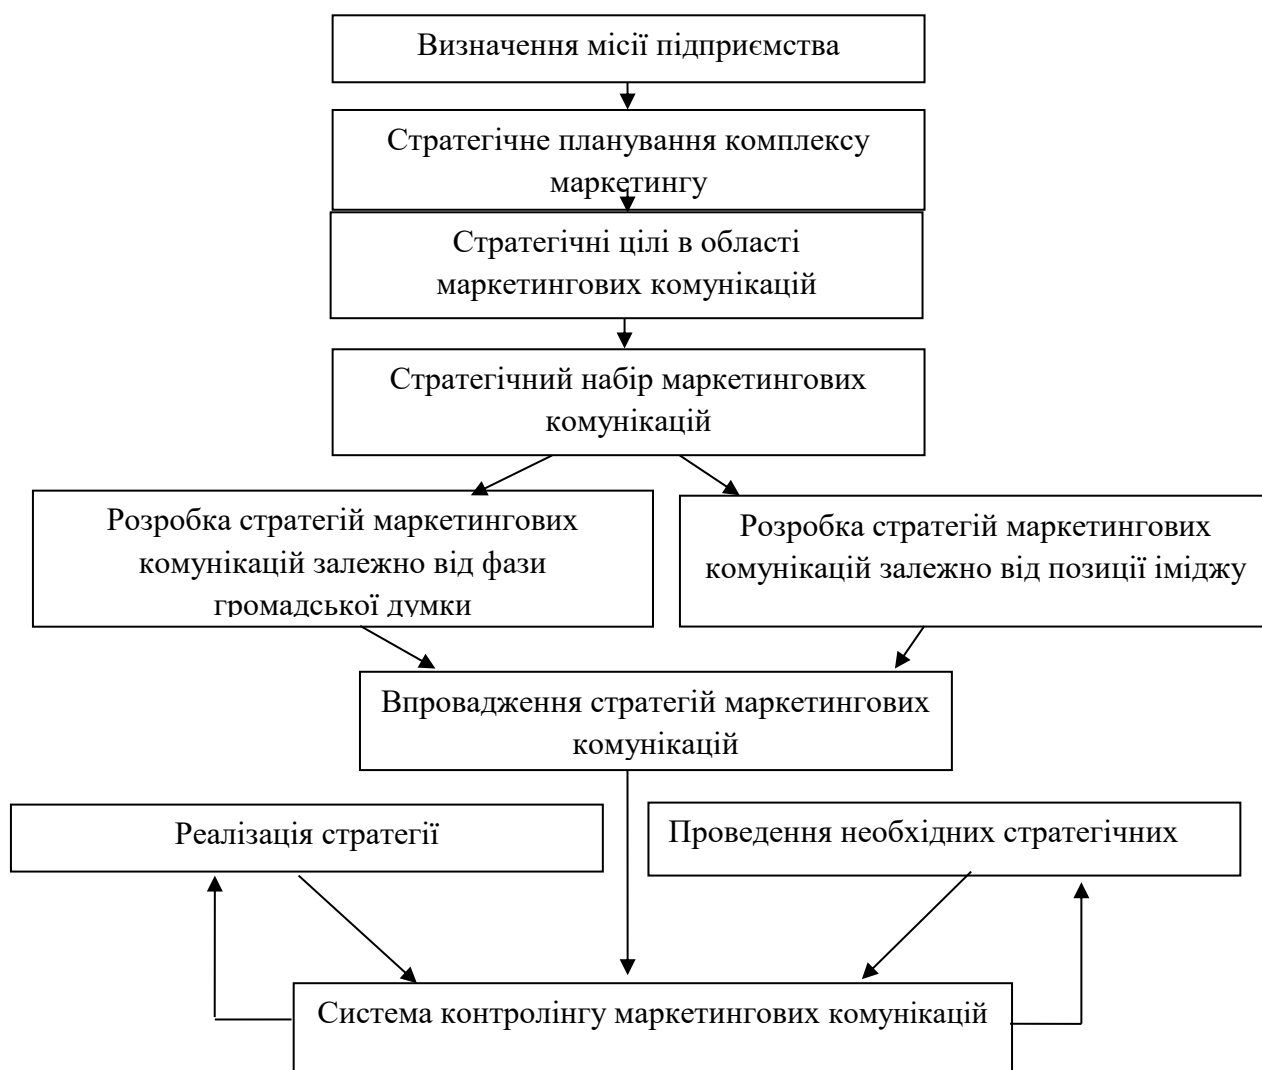 Визначення місії підприємства
Стратегічне планування комплексу
маркетингу
Стратегічні цілі в області
маркетингових комунікацій
Стратегічний набір маркетингових
комунікацій
Розробка стратегій маркетингових
комунікацій залежно від фази
громадської думки
Розробка стратегій маркетингових
комунікацій залежно від позиції іміджу
Впровадження стратегій маркетингових
комунікацій
Реалізація стратегії
Проведення необхідних стратегічних
Система контролінгу маркетингових комунікацій